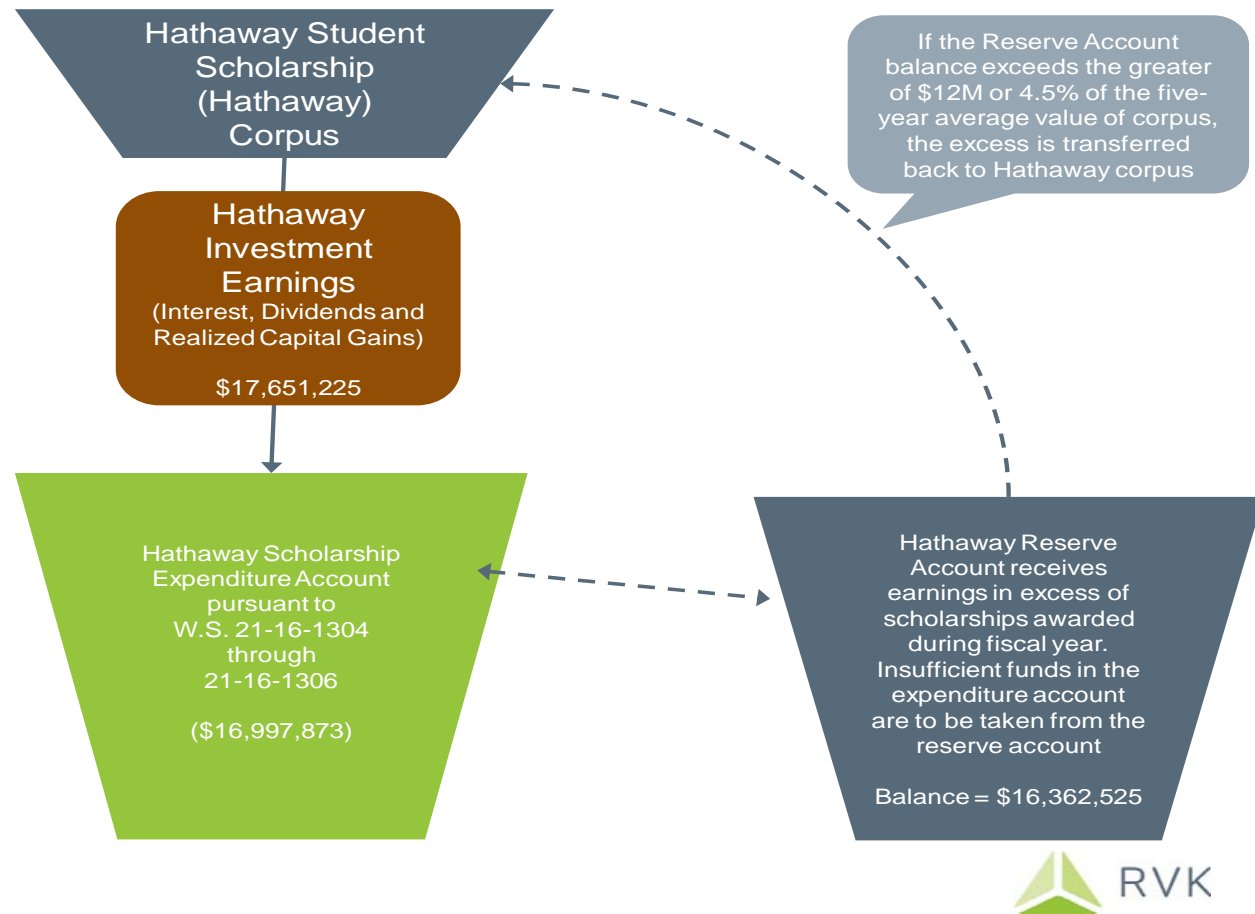 Hathaway Student
Scholarship
(Hathaway)
Corpus
If the Reserve Account
balance exceeds the greater
of $12M or 4.5% of the five-
year average value of corpus,
the excess is transferred
back to Hathaway corpus
Hathaway
Investment
Earnings
(Interest, Dividends and
Realized Capital Gains)
$17,651,225
Hathaway Scholarship
Expenditure Account
pursuant to
W.S. 21-16-1304
through
21-16-1306
($16,997,873)
Hathaway Reserve
Account receives
earnings in excess of
scholarships awarded
during fiscal year.
Insufficient funds in the
expenditure account
are to be taken from the
reserve account
Balance = $16,362,525
RVK